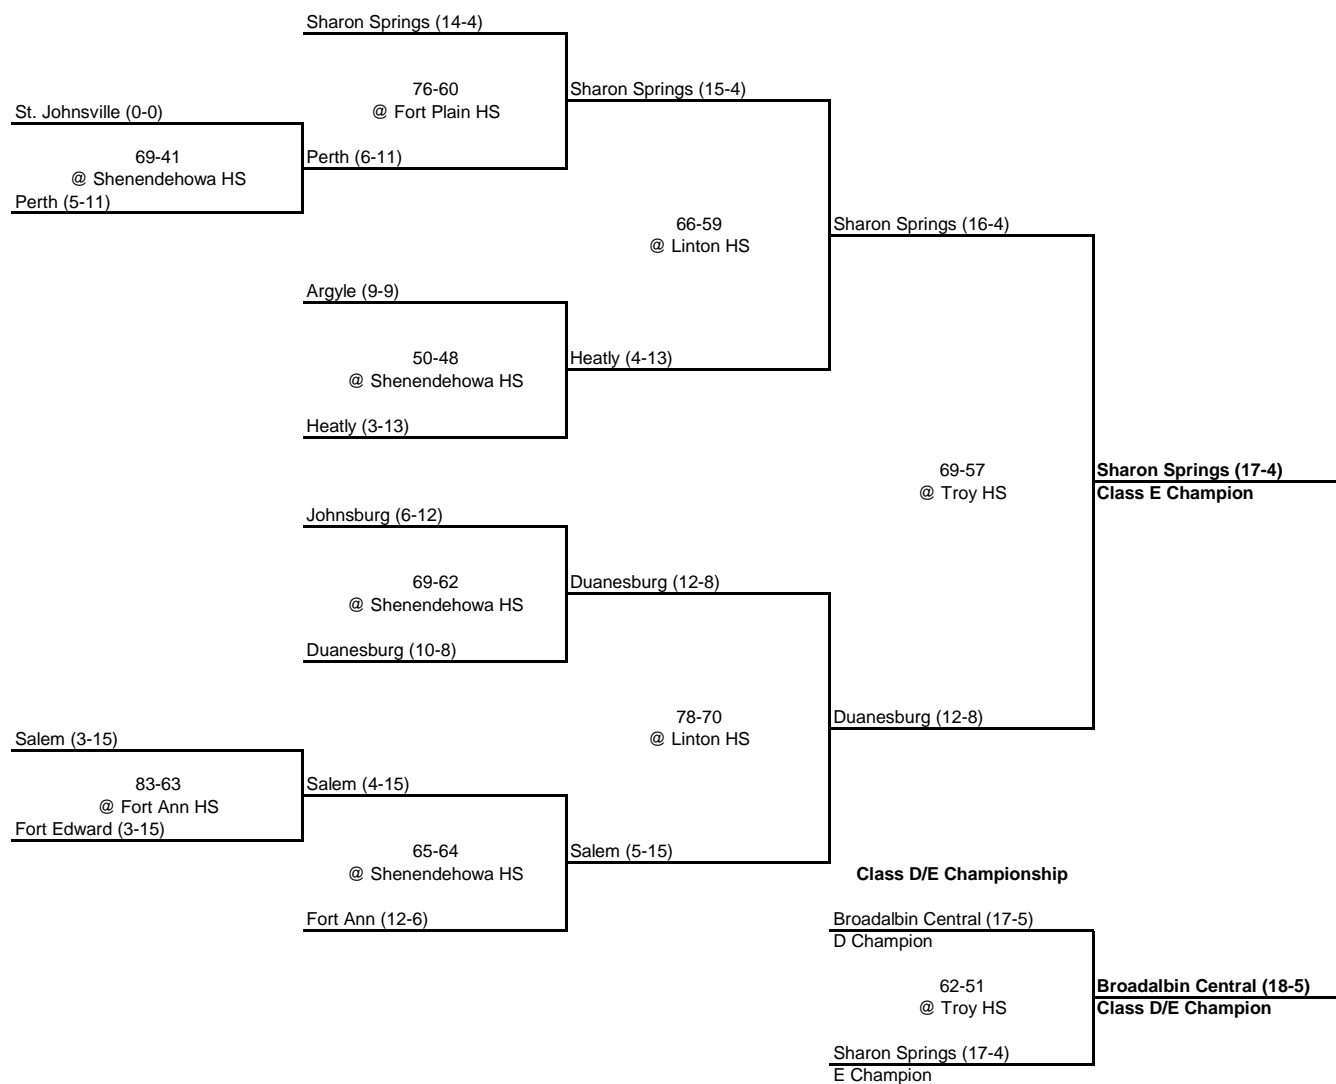 Sharon Springs (14-4)
76-60
@ Fort Plain HS
Sharon Springs (15-4)
St. Johnsville (0-0)
69-41
@ Shenendehowa HS
Perth (6-11)
Perth (5-11)
66-59
@ Linton HS
Sharon Springs (16-4)
Argyle (9-9)
50-48
@ Shenendehowa HS
Heatly (4-13)
Heatly (3-13)
69-57
@ Troy HS
Sharon Springs (17-4)
Class E Champion
Johnsburg (6-12)
69-62
@ Shenendehowa HS
Duanesburg (12-8)
Duanesburg (10-8)
78-70
@ Linton HS
Duanesburg (12-8)
Salem (3-15)
83-63
@ Fort Ann HS
Salem (4-15)
Fort Edward (3-15)
65-64
@ Shenendehowa HS
Salem (5-15)
Fort Ann (12-6)
Class D/E Championship
Broadalbin Central (17-5)
D Champion
62-51
@ Troy HS
Broadalbin Central (18-5)
Class D/E Champion
Sharon Springs (17-4)
E Champion